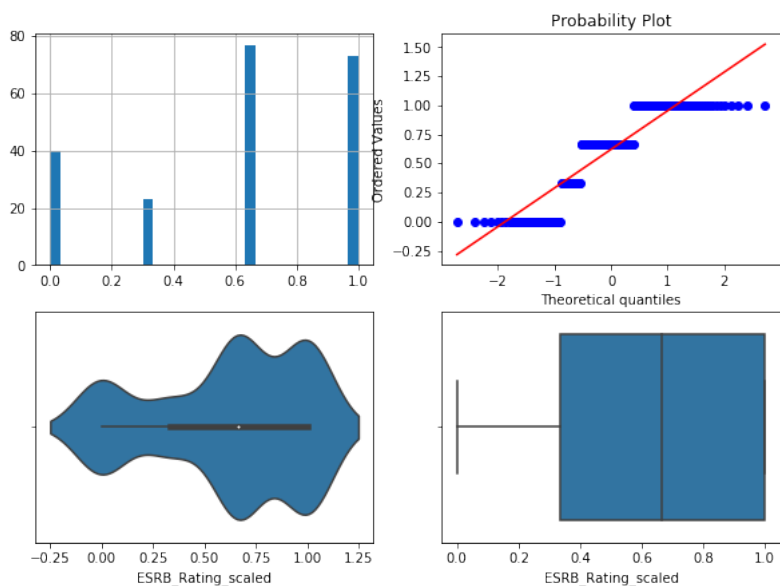 Probability Plot
80
60
40
20
0
0.0 0.2 0.4 0.6 0.8 1.0
Ordered Values
1.50
1.25
1.00
0.75
0.50
0.25
0.00
−0.25
−2 −1 0 1 2
Theoretical quantiles
−0.25 0.00 0.25 0.50 0.75 1.00 1.25
ESRB_Rating_scaled
0.0 0.2 0.4 0.6 0.8 1.0
ESRB_Rating_scaled